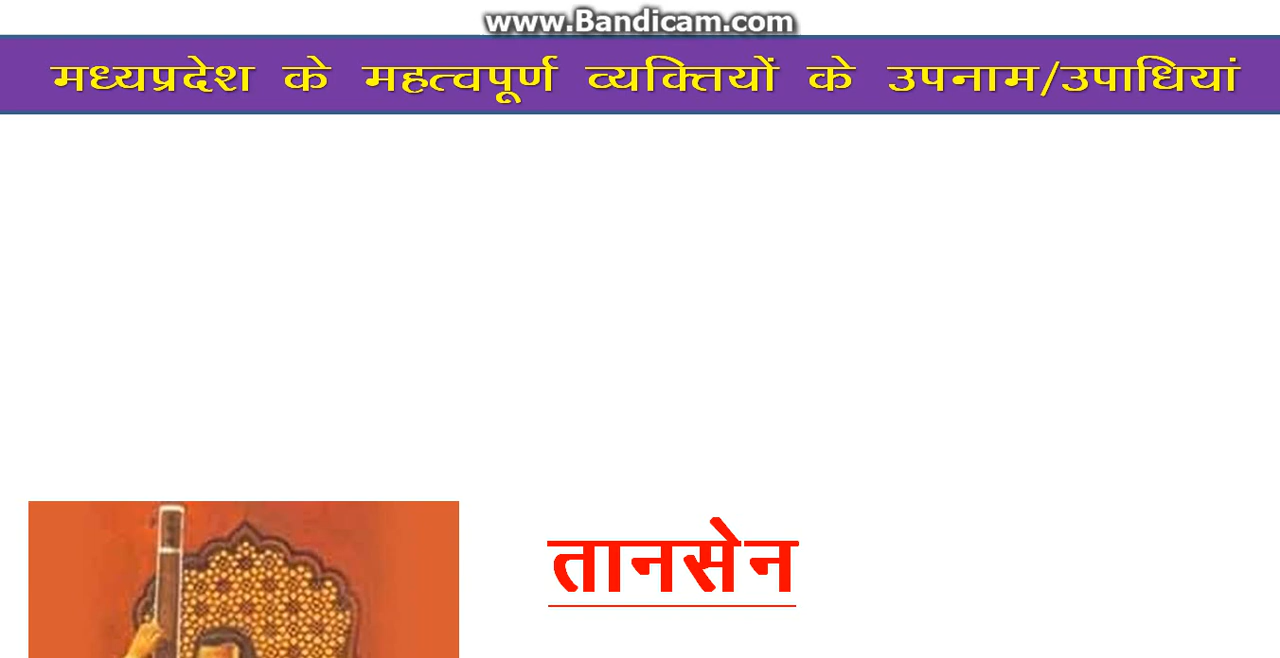 www.Bandicam.com
मध्यप्रदेश के महत्वपूर्ण व्यक्तियों के उपनाम/उपाधियां
तानसेन